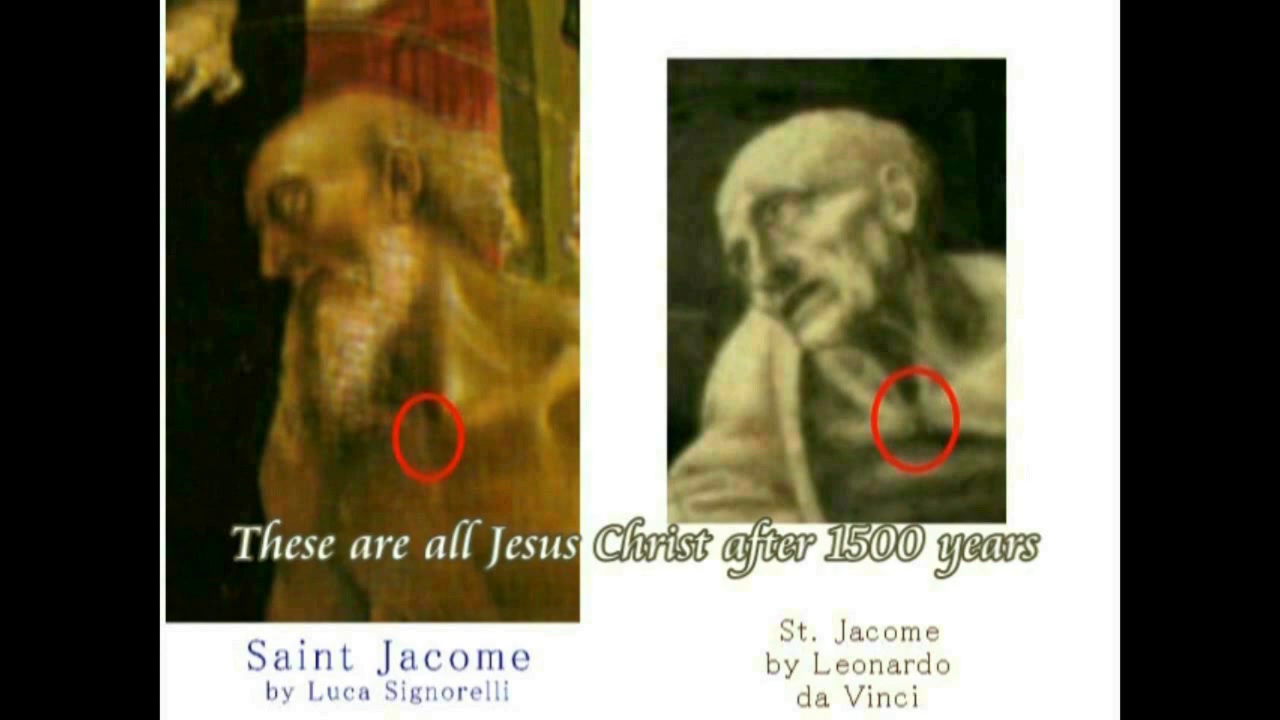 These are all Jesus Christ after 1500 years
Saint Jacome
by Luca Signorelli
St. Jacome
by Leonardo
da Vinci